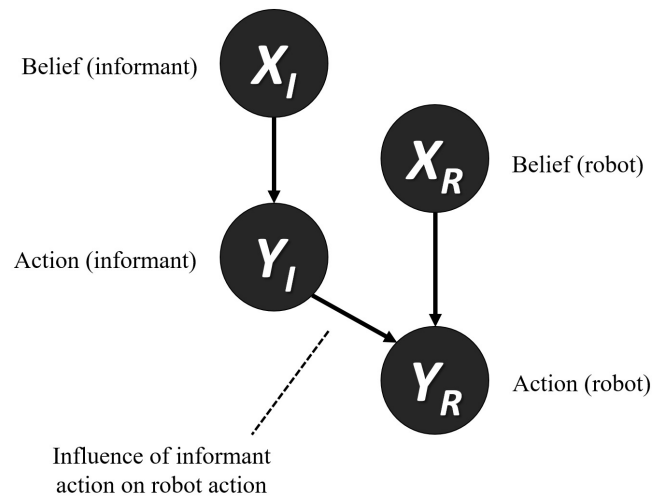 Belief (informant)
X_I
X_R
Belief (robot)
Action (informant)
Y_I
Y_R
Action (robot)
Influence of informant
action on robot action